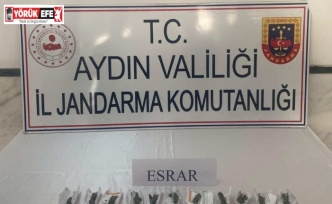 YÖRÜK EFE
T.C.
AYDIN VALİLİĞİ
İL JANDARMA KOMUTANLIĞI
ESRAR